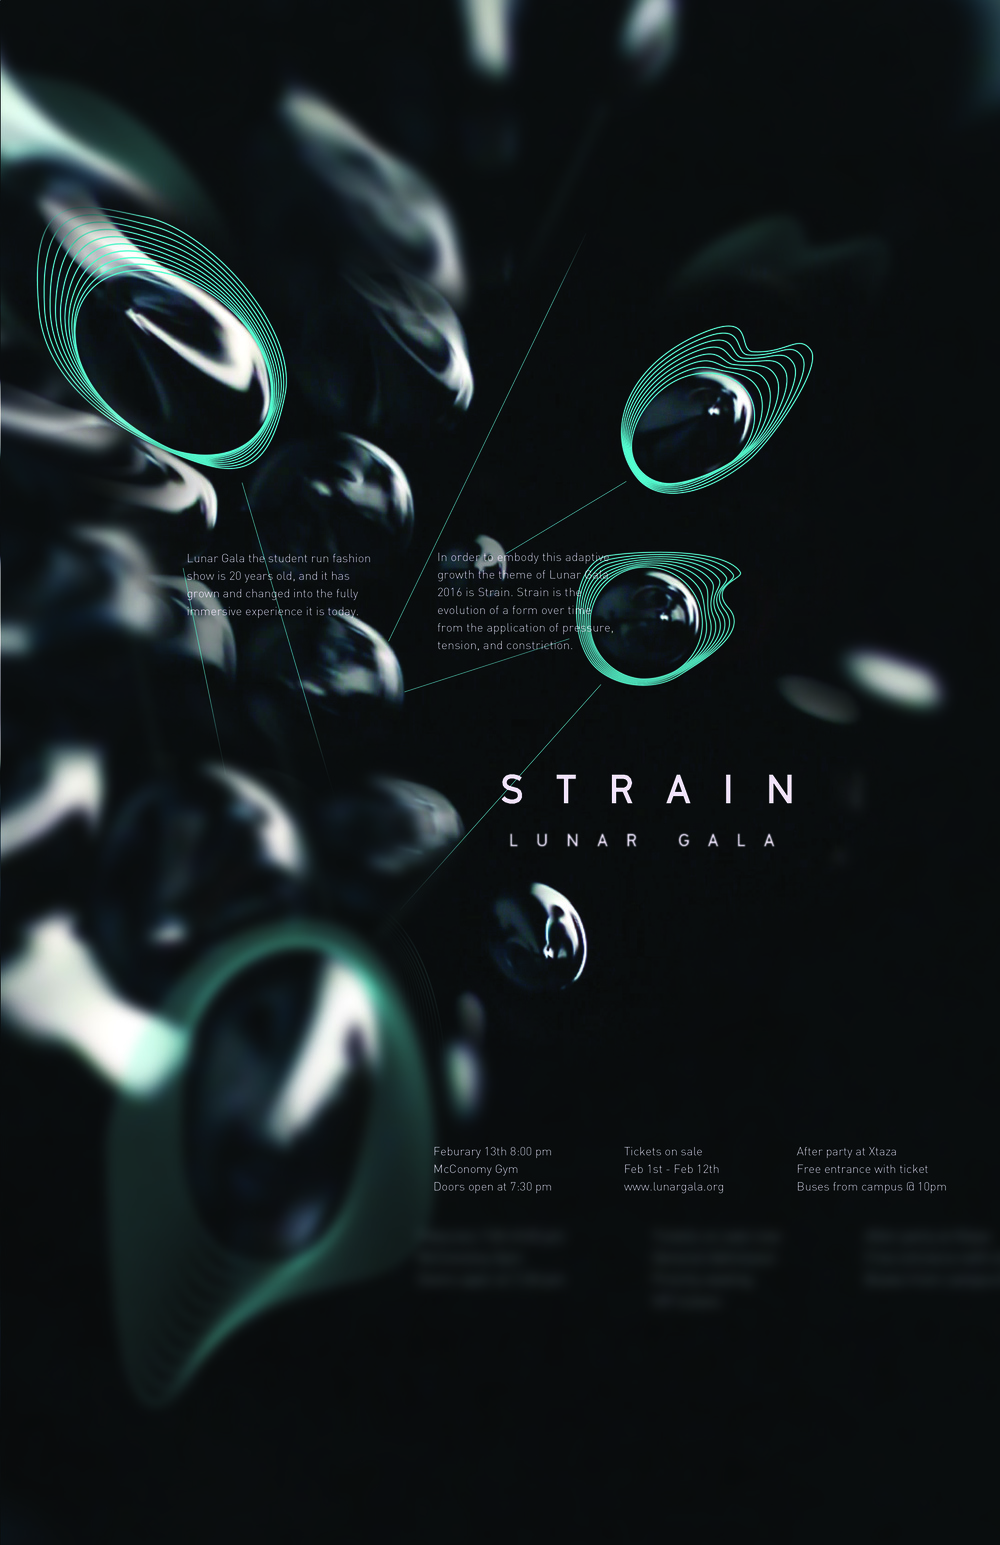 Lunar Gala the student run fashion
show is 20 years old, and it has
grown and changed into the fully
immersive experience it is today.
In order to embody this adaptive
growth the theme of Lunar Gala
2016 is Strain. Strain is the
evolution of a form over time
from the application of pressure,
tension, and constriction.
STRAIN
LUNAR GALA
Feburary 13th 8:00 pm
McConomy Gym
Doors open at 7:30 pm
Tickets on sale
Feb 1st - Feb 12th
www.lunargala.org
After party at Xtaza
Free entrance with ticket
Buses from campus @ 10pm